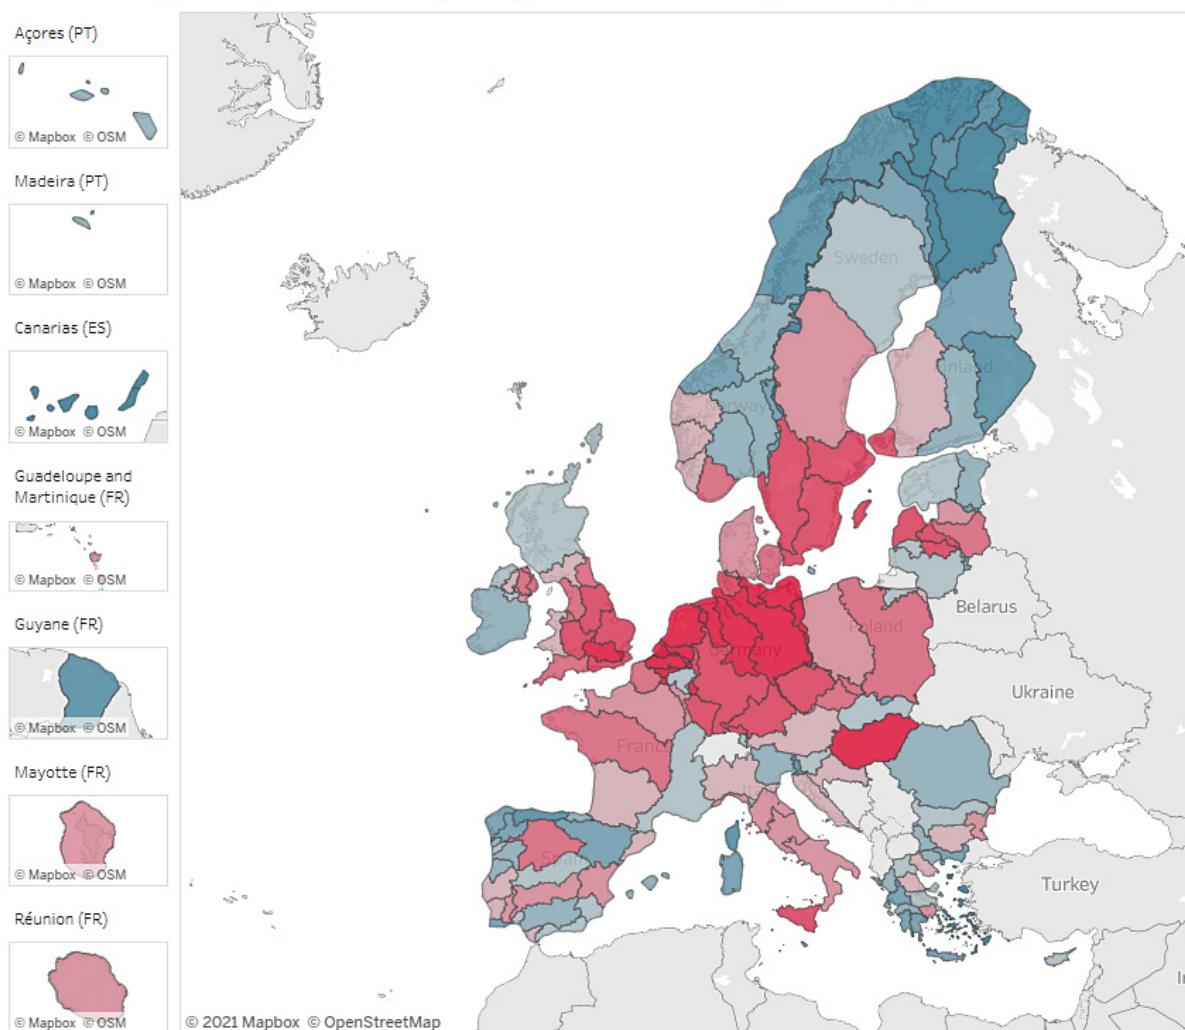 Açores (PT)
© Mapbox © OSM
Madeira (PT)
© Mapbox © OSM
Canarias (ES)
© Mapbox © OSM
Guadeloupe and
Martinique (FR)
© Mapbox © OSM
Guyane (FR)
© Mapbox © OSM
Mayotte (FR)
© Mapbox © OSM
Réunion (FR)
© Mapbox © OSM
Sweden
Norway
Finland
Belarus
Poland
Germany
Ukraine
France
Spain
Turkey
© 2021 Mapbox © OpenStreetMap